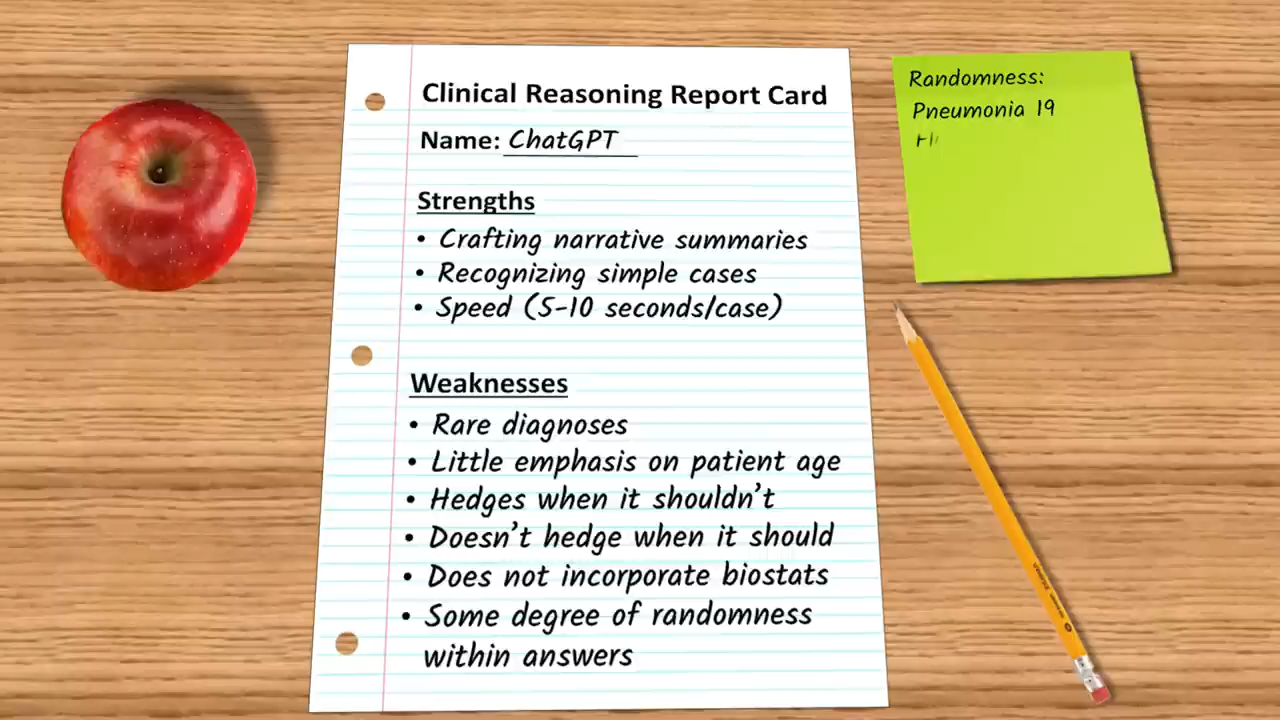 Clinical Reasoning Report Card
Name: ChatGPT
Strengths
• Crafting narrative summaries
• Recognizing simple cases
• Speed (5-10 seconds/case)
Weaknesses
• Rare diagnoses
• Little emphasis on patient age
• Hedges when it shouldn't
• Doesn't hedge when it should
• Does not incorporate biostats
• Some degree of randomness
within answers
Randomness:
Pneumonia 19